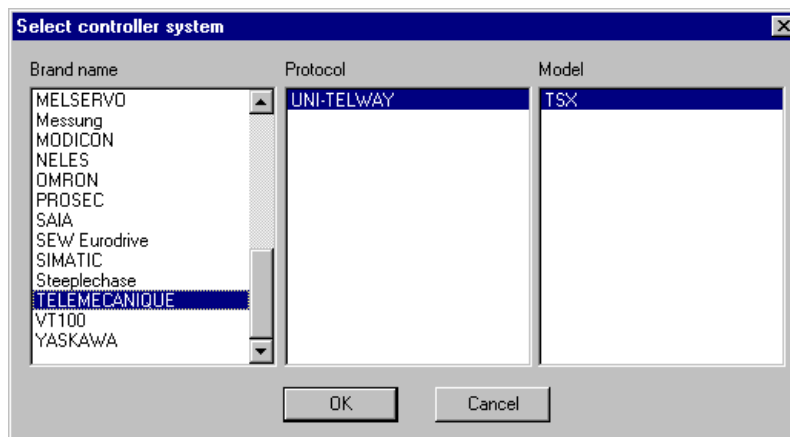 Select controller system
Brand name
Protocol
Model
MELSERVO
Messung
MODICON
NELES
OMRON
PROSEC
SAIA
SEW Eurodrive
SIMATIC
Steeplechase
TELEMECANIQUE
VT100
YASKAWA
UNI-TELWAY
TSX
OK
Cancel